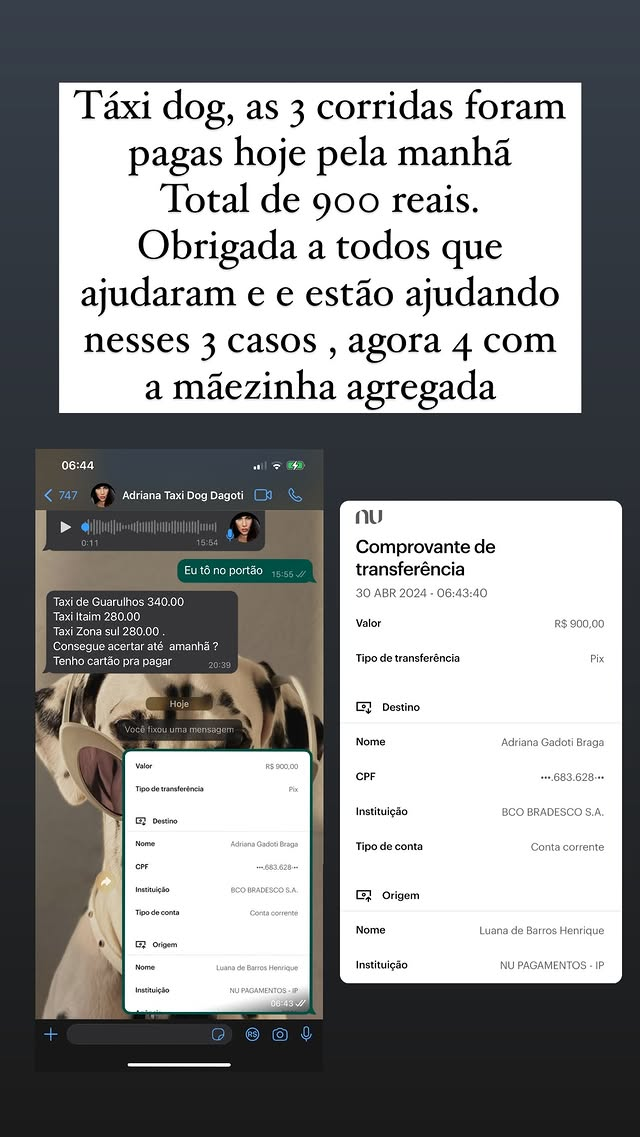 Táxi dog, as 3 corridas foram
pagas hoje pela manhã
Total de 900 reais.
Obrigada a todos que
ajudaram e e estão ajudando
nesses 3 casos , agora 4 com
a mãezinha agregada
06:44
747
Adriana Taxi Dog Dagoti
0:11
15:54
Eu tô no portão
15:55
Taxi de Guarulhos 340.00
Taxi Itaim 280.00
Taxi Zona sul 280.00 .
Consegue acertar até amanhã ?
Tenho cartão pra pagar
20:39
Hoje
Você fixou uma mensagem
Valor R$ 900,00
Tipo de transferência Pix
Destino
Nome Adriana Gadoti Braga
CPF •••.683.628-••
Instituição BCO BRADESCO S.A.
Tipo de conta Conta corrente
Origem
Nome Luana de Barros Henrique
Instituição NU PAGAMENTOS - IP
06:43
R$
nu
Comprovante de
transferência
30 ABR 2024 - 06:43:40
Valor R$ 900,00
Tipo de transferência Pix
Destino
Nome Adriana Gadoti Braga
CPF •••.683.628-••
Instituição BCO BRADESCO S.A.
Tipo de conta Conta corrente
Origem
Nome Luana de Barros Henrique
Instituição NU PAGAMENTOS - IP